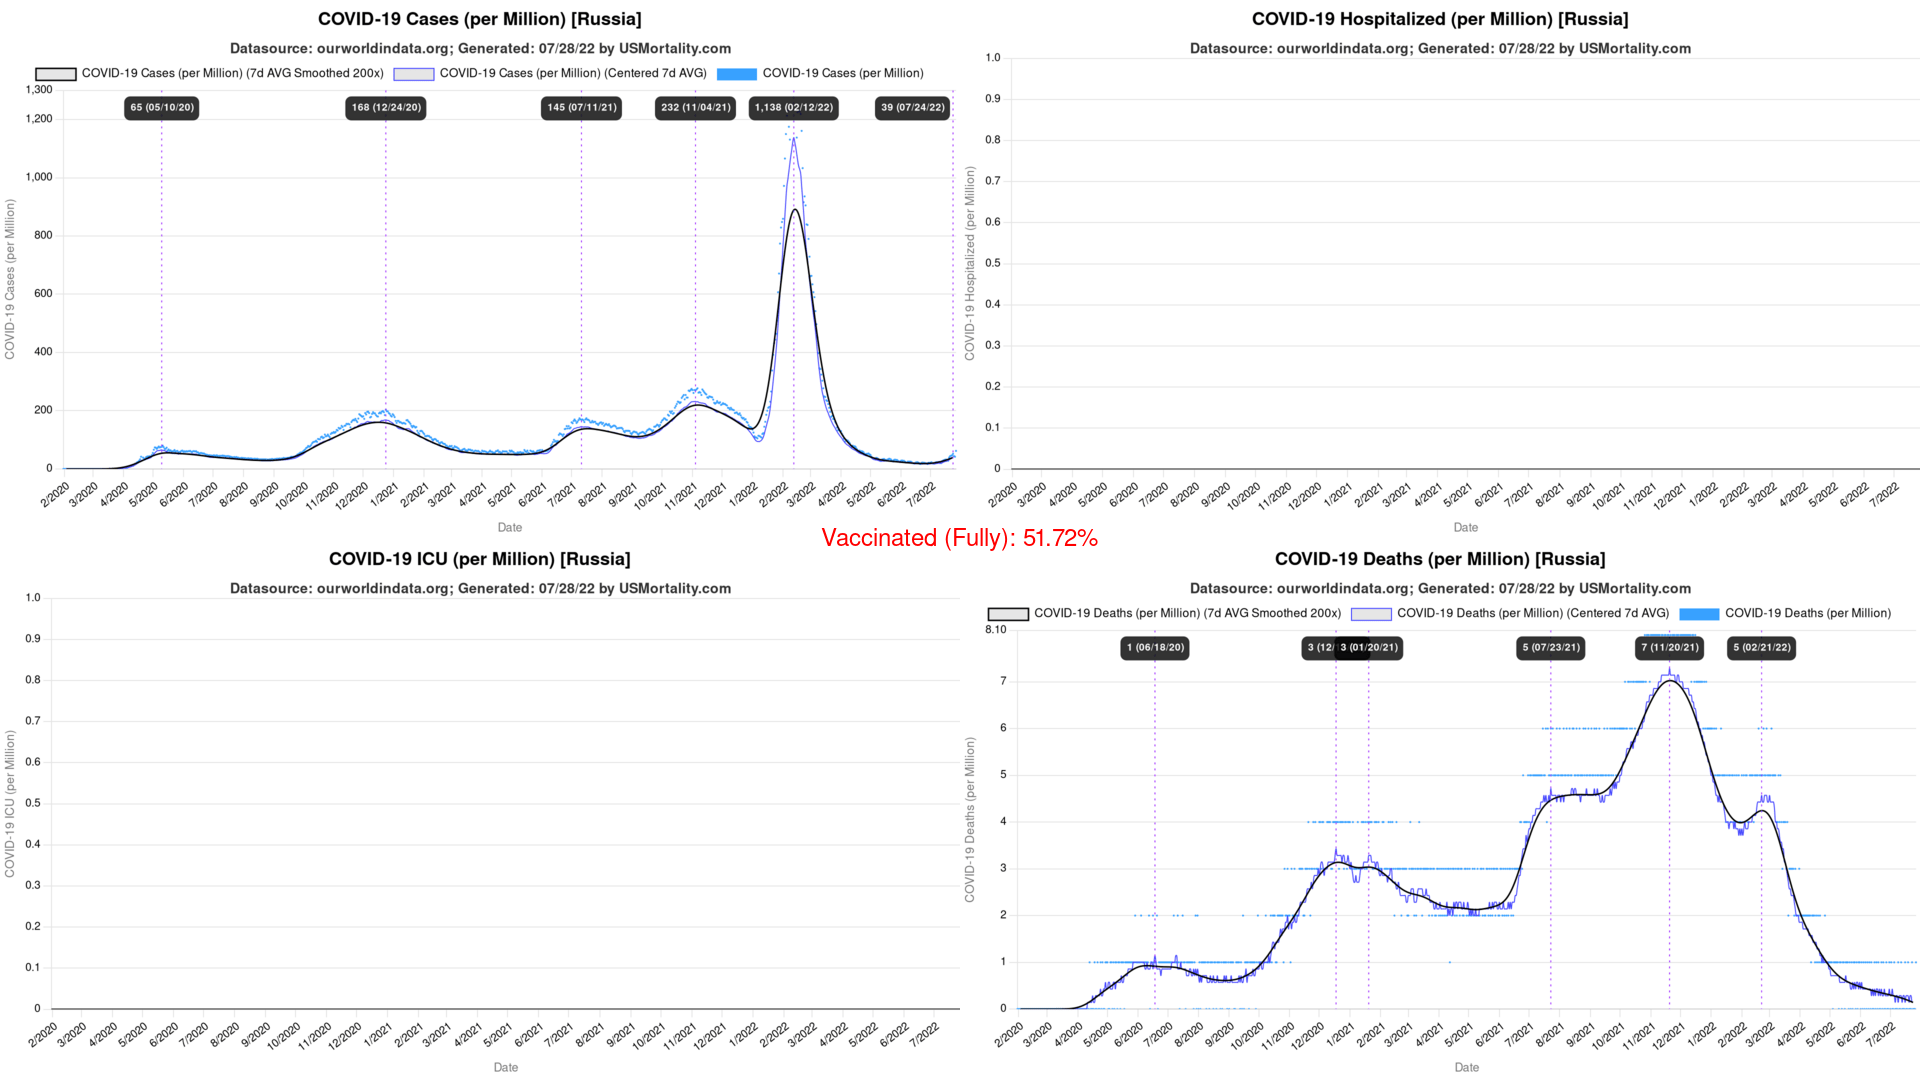 COVID-19 Cases (per Million) [Russia]
Datasource: ourworldindata.org; Generated: 07/28/22 by USMortality.com
COVID-19 Cases (per Million) (7d AVG Smoothed 200x) COVID-19 Cases (per Million) (Centered 7d AVG) COVID-19 Cases (per Million)
1,300
65 (05/10/20) 168 (12/24/20) 145 (07/11/21) 232 (11/04/21) 1,138 (02/12/22) 39 (07/24/22)
1,200
1,000
800
600
400
200
0
COVID-19 Cases (per Million)
2/2020 3/2020 4/2020 5/2020 6/2020 7/2020 8/2020 9/2020 10/2020 11/2020 12/2020 1/2021 2/2021 3/2021 4/2021 5/2021 6/2021 7/2021 8/2021 9/2021 10/2021 11/2021 12/2021 1/2022 2/2022 3/2022 4/2022 5/2022 6/2022 7/2022
Date
COVID-19 Hospitalized (per Million) [Russia]
Datasource: ourworldindata.org; Generated: 07/28/22 by USMortality.com
1.0
0.9
0.8
0.7
0.6
0.5
0.4
0.3
0.2
0.1
0
COVID-19 Hospitalized (per Million)
2/2020 3/2020 4/2020 5/2020 6/2020 7/2020 8/2020 9/2020 10/2020 11/2020 12/2020 1/2021 2/2021 3/2021 4/2021 5/2021 6/2021 7/2021 8/2021 9/2021 10/2021 11/2021 12/2021 1/2022 2/2022 3/2022 4/2022 5/2022 6/2022 7/2022
Date
Vaccinated (Fully): 51.72%
COVID-19 ICU (per Million) [Russia]
Datasource: ourworldindata.org; Generated: 07/28/22 by USMortality.com
1.0
0.9
0.8
0.7
0.6
0.5
0.4
0.3
0.2
0.1
0
COVID-19 ICU (per Million)
2/2020 3/2020 4/2020 5/2020 6/2020 7/2020 8/2020 9/2020 10/2020 11/2020 12/2020 1/2021 2/2021 3/2021 4/2021 5/2021 6/2021 7/2021 8/2021 9/2021 10/2021 11/2021 12/2021 1/2022 2/2022 3/2022 4/2022 5/2022 6/2022 7/2022
Date
COVID-19 Deaths (per Million) [Russia]
Datasource: ourworldindata.org; Generated: 07/28/22 by USMortality.com
COVID-19 Deaths (per Million) (7d AVG Smoothed 200x) COVID-19 Deaths (per Million) (Centered 7d AVG) COVID-19 Deaths (per Million)
8.10
1 (06/18/20) 3 (12/ 3 (01/20/21) 5 (07/23/21) 7 (11/20/21) 5 (02/21/22)
7
6
5
4
3
2
1
0
COVID-19 Deaths (per Million)
2/2020 3/2020 4/2020 5/2020 6/2020 7/2020 8/2020 9/2020 10/2020 11/2020 12/2020 1/2021 2/2021 3/2021 4/2021 5/2021 6/2021 7/2021 8/2021 9/2021 10/2021 11/2021 12/2021 1/2022 2/2022 3/2022 4/2022 5/2022 6/2022 7/2022
Date